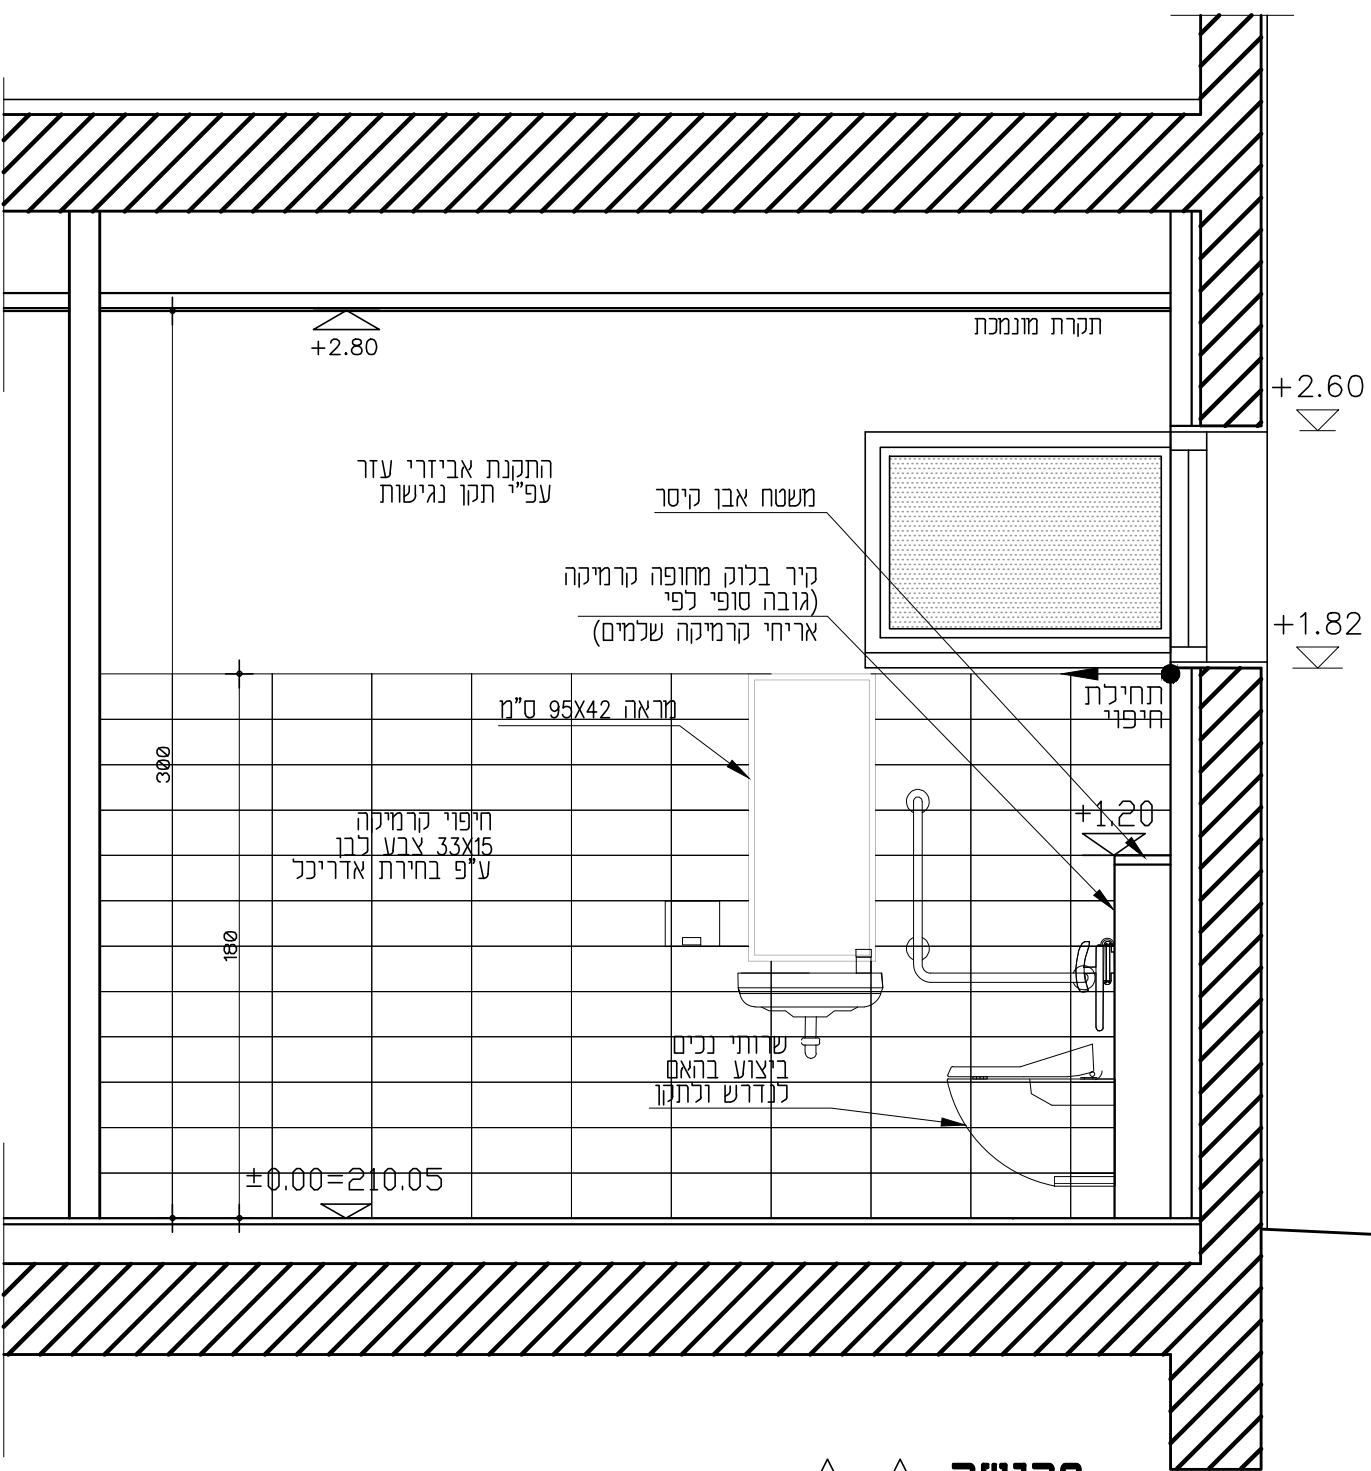 תקרת מונמכת
+2.80
+2.60
התקנת אביזרי עזר
עפ"י תקן נגישות
משטח אבן קיסר
קיר בלוק מחופה קרמיקה
(גובה סופי לפי
אריחי קרמיקה שלמים)
+1.82
תחילת
חיפוי
מראה 95X42 ס"מ
300
+1.20
חיפוי קרמיקה
33X15 צבע לבן
ע"פ בחירת אדריכל
180
שרותי נכים
ביצוע בהאם
לנדרש ולתקן
±0.00=210.05